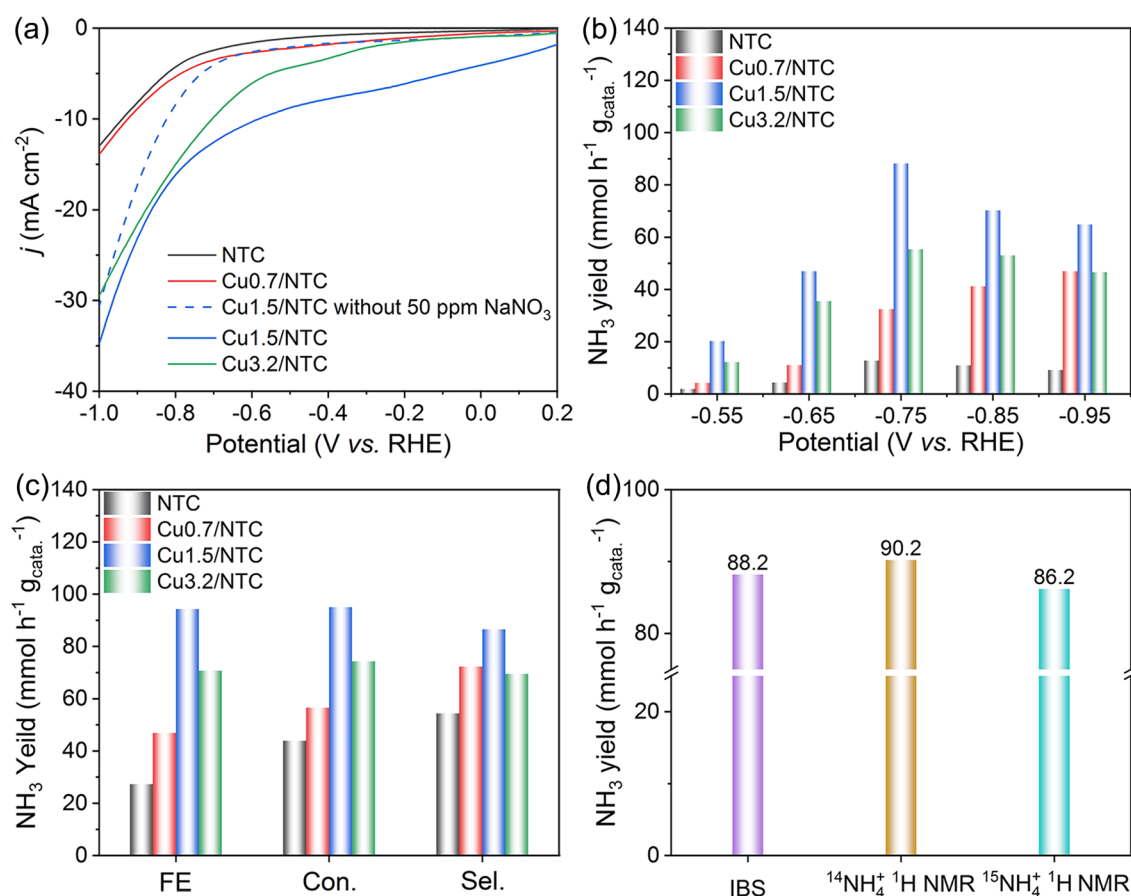 (a)
0
-10
-20
-30
-40
j (mA cm⁻²)
NTC
Cu0.7/NTC
Cu1.5/NTC without 50 ppm NaNO₃
Cu1.5/NTC
Cu3.2/NTC
-1.0 -0.8 -0.6 -0.4 -0.2 0.0 0.2
Potential (V vs. RHE)
(b)
140
120
100
80
60
40
20
0
NH₃ yield (mmol h⁻¹ g_cata.⁻¹)
NTC
Cu0.7/NTC
Cu1.5/NTC
Cu3.2/NTC
-0.55 -0.65 -0.75 -0.85 -0.95
Potential (V vs. RHE)
(c)
140
120
100
80
60
40
20
0
NH₃ Yeild (mmol h⁻¹ g_cata.⁻¹)
NTC
Cu0.7/NTC
Cu1.5/NTC
Cu3.2/NTC
FE Con. Sel.
(d)
100
80
20
0
NH₃ yield (mmol h⁻¹ g_cata.⁻¹)
88.2 90.2 86.2
IBS ¹⁴NH₄⁺ ¹H NMR ¹⁵NH₄⁺ ¹H NMR